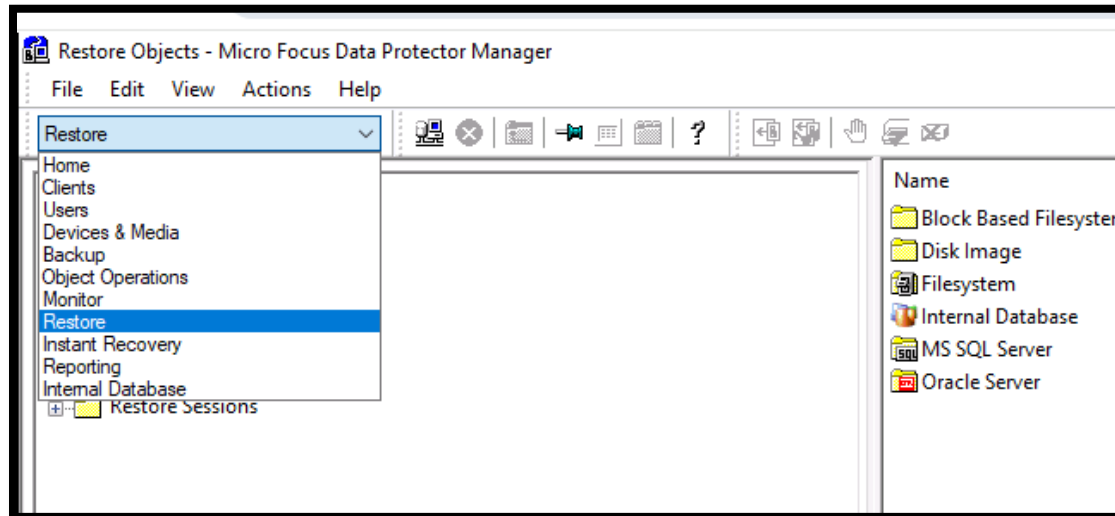 Restore Objects - Micro Focus Data Protector Manager
File Edit View Actions Help
Restore
Home
Clients
Users
Devices & Media
Backup
Object Operations
Monitor
Restore
Instant Recovery
Reporting
Internal Database
Restore Sessions
Name
Block Based Filesyster
Disk Image
Filesystem
Internal Database
MS SQL Server
Oracle Server